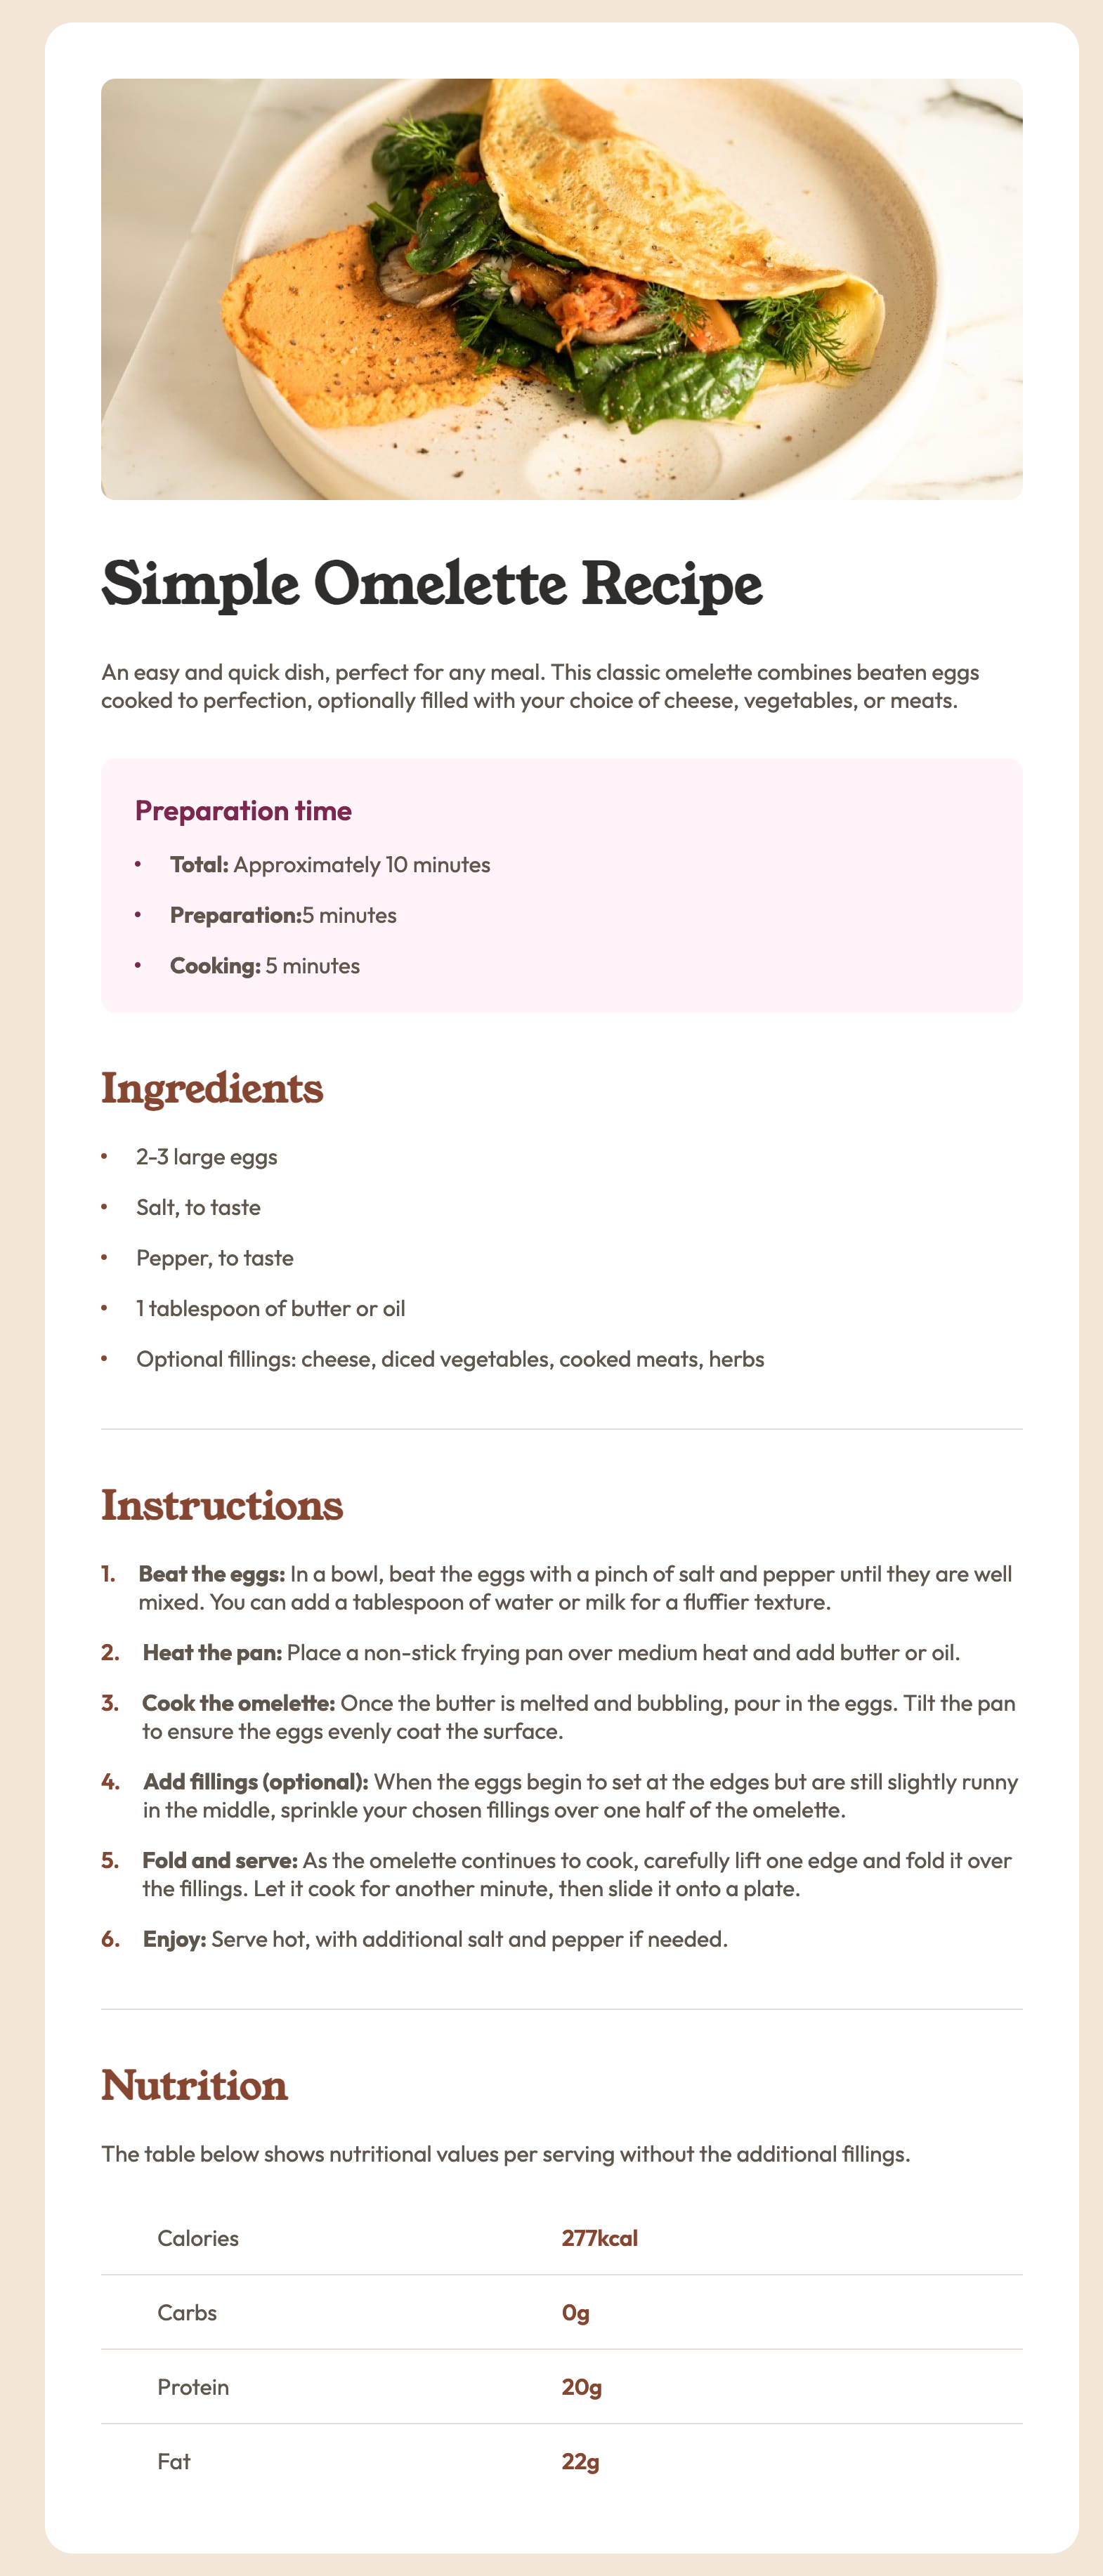 Simple Omelette Recipe
An easy and quick dish, perfect for any meal. This classic omelette combines beaten eggs
cooked to perfection, optionally filled with your choice of cheese, vegetables, or meats.
Preparation time
• Total: Approximately 10 minutes
• Preparation:5 minutes
• Cooking: 5 minutes
Ingredients
• 2-3 large eggs
• Salt, to taste
• Pepper, to taste
• 1 tablespoon of butter or oil
• Optional fillings: cheese, diced vegetables, cooked meats, herbs
Instructions
1. Beat the eggs: In a bowl, beat the eggs with a pinch of salt and pepper until they are well
mixed. You can add a tablespoon of water or milk for a fluffier texture.
2. Heat the pan: Place a non-stick frying pan over medium heat and add butter or oil.
3. Cook the omelette: Once the butter is melted and bubbling, pour in the eggs. Tilt the pan
to ensure the eggs evenly coat the surface.
4. Add fillings (optional): When the eggs begin to set at the edges but are still slightly runny
in the middle, sprinkle your chosen fillings over one half of the omelette.
5. Fold and serve: As the omelette continues to cook, carefully lift one edge and fold it over
the fillings. Let it cook for another minute, then slide it onto a plate.
6. Enjoy: Serve hot, with additional salt and pepper if needed.
Nutrition
The table below shows nutritional values per serving without the additional fillings.
Calories 277kcal
Carbs 0g
Protein 20g
Fat 22g